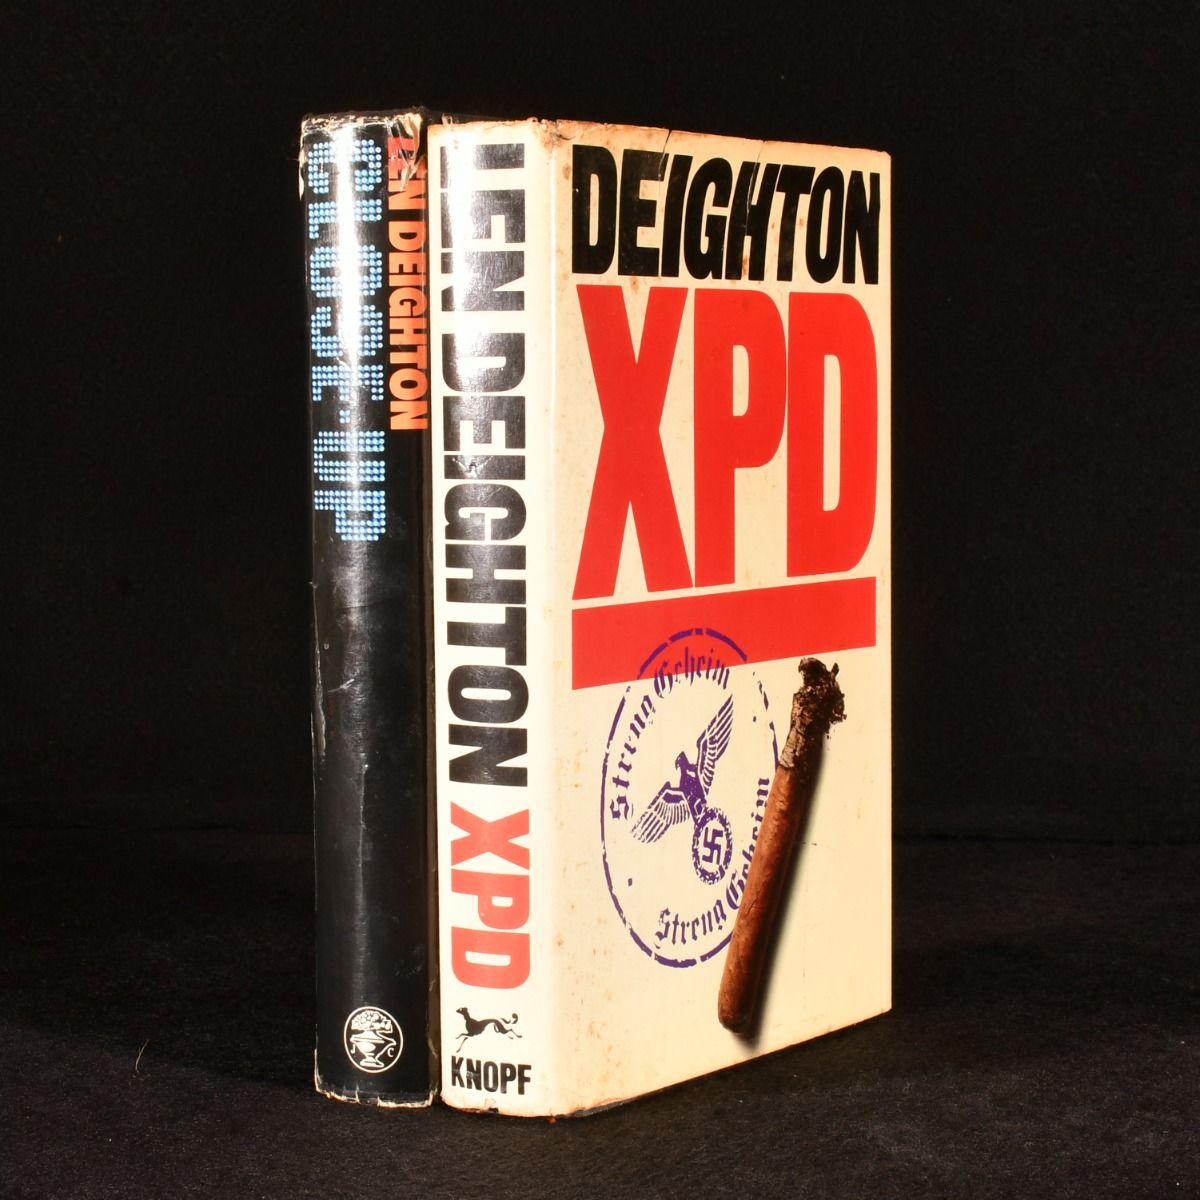 LEN DEIGHTON
CLOSE-UP
J C
LEN DEIGHTON XPD
KNOPF
DEIGHTON
XPD
Streng Geheim
Streng Geheim